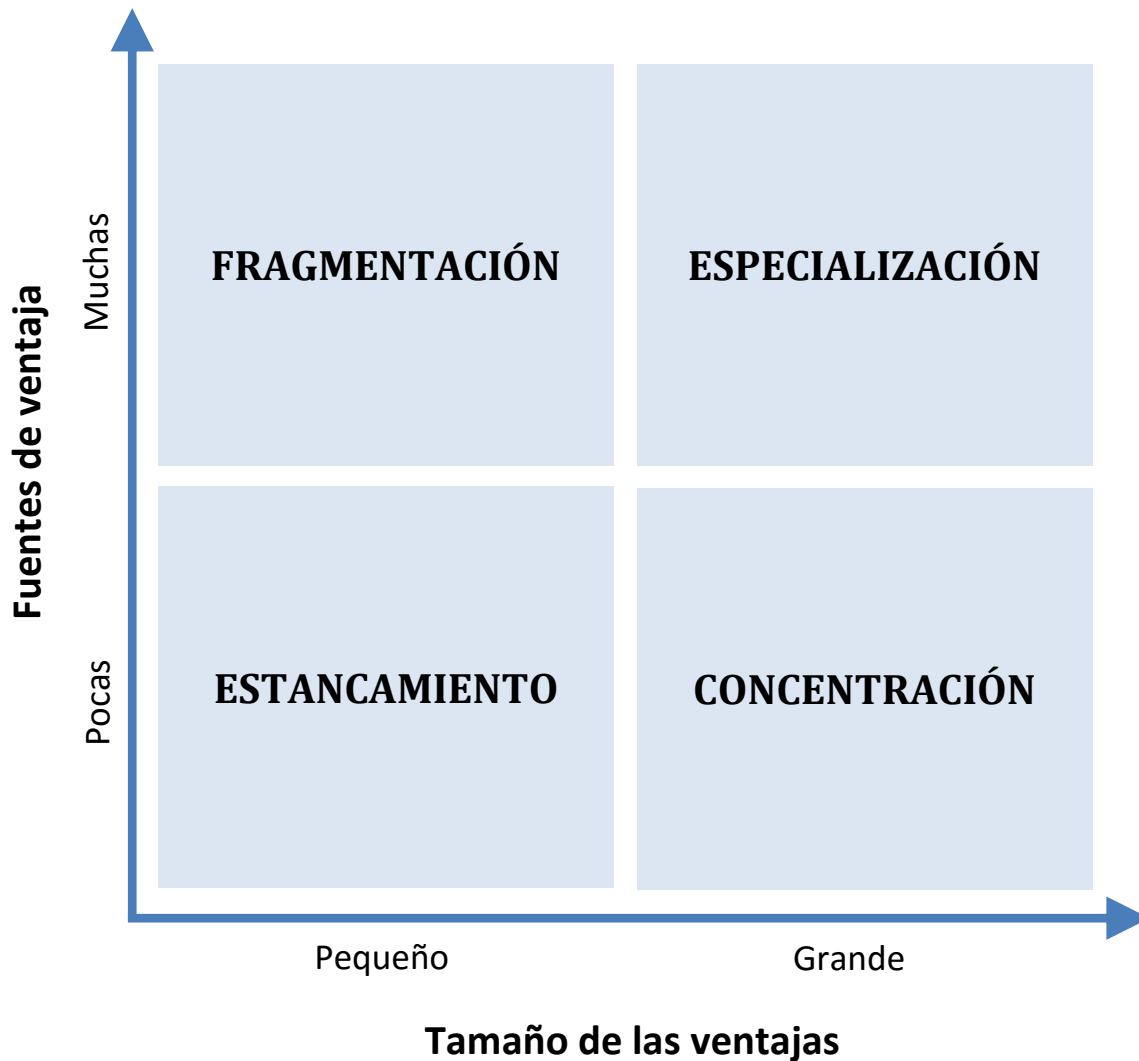 Fuentes de ventaja
Muchas
Pocas
FRAGMENTACIÓN
ESPECIALIZACIÓN
ESTANCAMIENTO
CONCENTRACIÓN
Pequeño
Grande
Tamaño de las ventajas